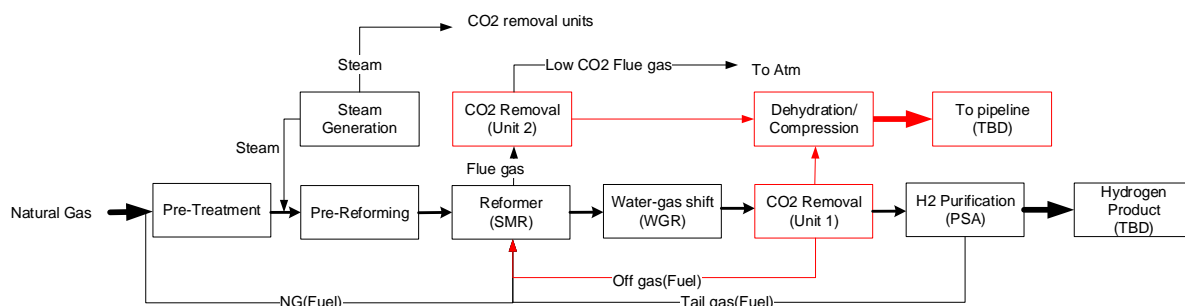 CO2 removal units
Steam
Low CO2 Flue gas
To Atm
Steam
Generation
CO2 Removal
(Unit 2)
Dehydration/
Compression
To pipeline
(TBD)
Steam
Flue gas
Natural Gas
Pre-Treatment
Pre-Reforming
Reformer
(SMR)
Water-gas shift
(WGR)
CO2 Removal
(Unit 1)
H2 Purification
(PSA)
Hydrogen
Product
(TBD)
Off gas(Fuel)
NG(Fuel)
Tail gas(Fuel)